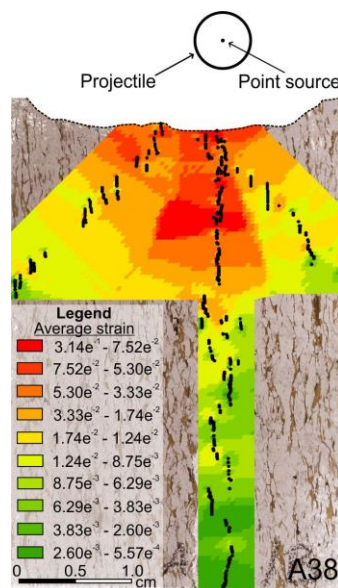 Projectile
Point source
Legend
Average strain
3.14e⁻¹ - 7.52e⁻²
7.52e⁻² - 5.30e⁻²
5.30e⁻² - 3.33e⁻²
3.33e⁻² - 1.74e⁻²
1.74e⁻² - 1.24e⁻²
1.24e⁻² - 8.75e⁻³
8.75e⁻³ - 6.29e⁻³
6.29e⁻³ - 3.83e⁻³
3.83e⁻³ - 2.60e⁻³
2.60e⁻³ - 5.57e⁻⁴
0 0.5 1.0
cm
A38